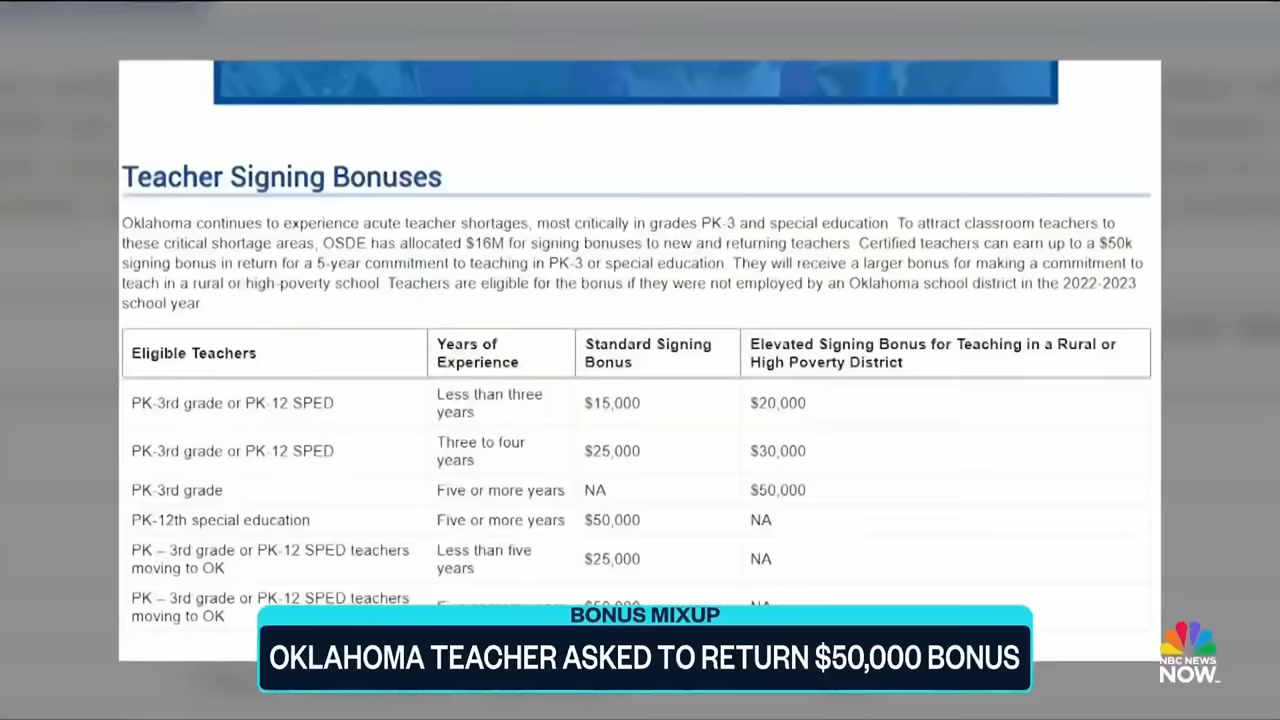 Teacher Signing Bonuses
Oklahoma continues to experience acute teacher shortages, most critically in grades PK-3 and special education To attract classroom teachers to
these critical shortage areas, OSDE has allocated $16M for signing bonuses to new and returning teachers Certified teachers can earn up to a $50k
signing bonus in return for a 5-year commitment to teaching in PK-3 or special education They will receive a larger bonus for making a commitment to
teach in a rural or high-poverty school Teachers are eligible for the bonus if they were not employed by an Oklahoma school district in the 2022-2023
school year
Eligible Teachers Years of Experience Standard Signing Bonus Elevated Signing Bonus for Teaching in a Rural or High Poverty District
PK-3rd grade or PK-12 SPED Less than three years $15,000 $20,000
PK-3rd grade or PK-12 SPED Three to four years $25,000 $30,000
PK-3rd grade Five or more years NA $50,000
PK-12th special education Five or more years $50,000 NA
PK – 3rd grade or PK-12 SPED teachers moving to OK Less than five years $25,000 NA
PK – 3rd grade or PK-12 SPED teachers moving to OK
BONUS MIXUP
OKLAHOMA TEACHER ASKED TO RETURN $50,000 BONUS
NBC NEWS
NOW